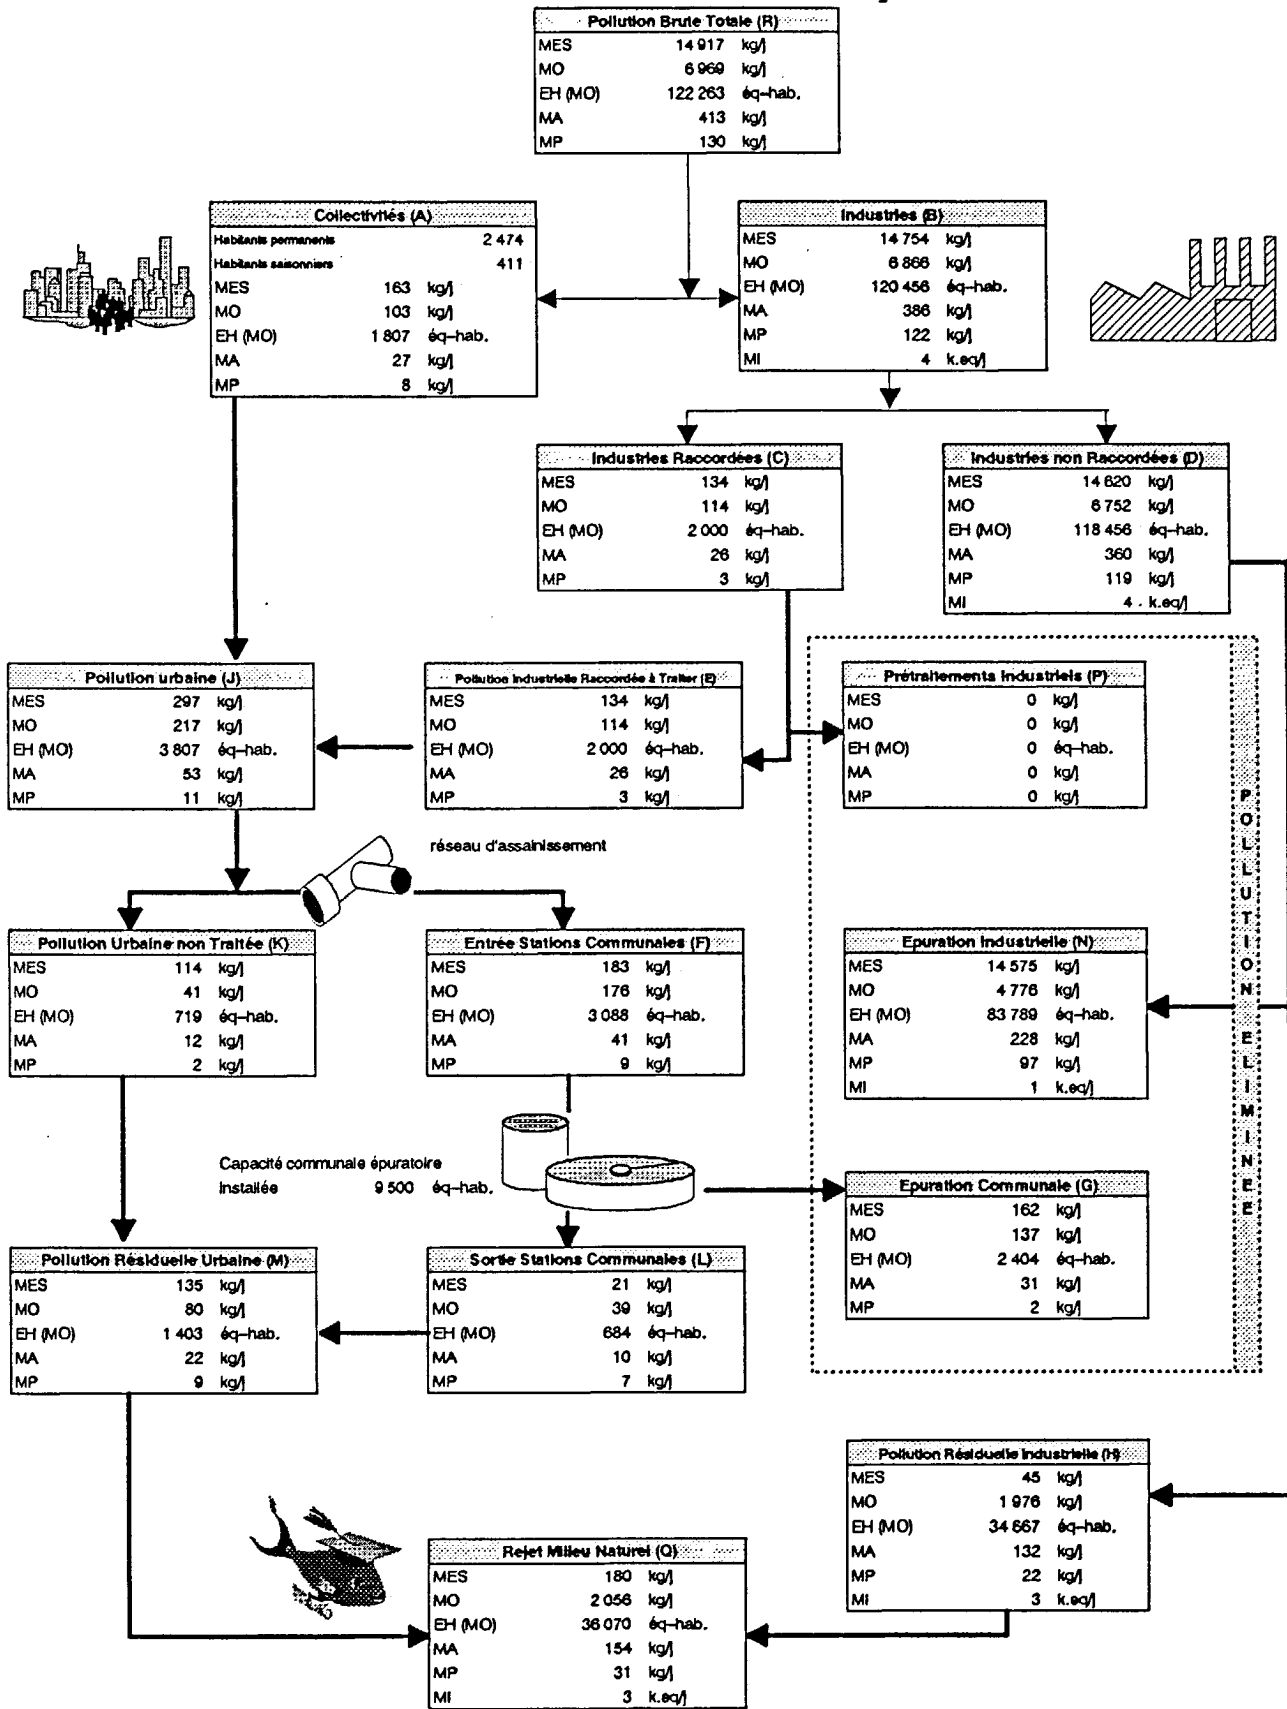 Pollution Brute Totale (R)
MES 14 917 kg/j
MO 6 969 kg/j
EH (MO) 122 263 éq-hab.
MA 413 kg/j
MP 130 kg/j
Collectivités (A)
Habitants permanents 2 474
Habitants saisonniers 411
MES 163 kg/j
MO 103 kg/j
EH (MO) 1 807 éq-hab.
MA 27 kg/j
MP 8 kg/j
Industries (B)
MES 14 754 kg/j
MO 6 866 kg/j
EH (MO) 120 456 éq-hab.
MA 386 kg/j
MP 122 kg/j
MI 4 k.eq/j
Industries Raccordées (C)
MES 134 kg/j
MO 114 kg/j
EH (MO) 2 000 éq-hab.
MA 26 kg/j
MP 3 kg/j
Industries non Raccordées (D)
MES 14 620 kg/j
MO 6 752 kg/j
EH (MO) 118 456 éq-hab.
MA 360 kg/j
MP 119 kg/j
MI 4 k.eq/j
Pollution urbaine (J)
MES 297 kg/j
MO 217 kg/j
EH (MO) 3 807 éq-hab.
MA 53 kg/j
MP 11 kg/j
Pollution Industrielle Raccordée à Traiter (E)
MES 134 kg/j
MO 114 kg/j
EH (MO) 2 000 éq-hab.
MA 26 kg/j
MP 3 kg/j
Prétraitements Industriels (P)
MES 0 kg/j
MO 0 kg/j
EH (MO) 0 éq-hab.
MA 0 kg/j
MP 0 kg/j
POLLUTION ELIMINEE
réseau d'assainissement
Pollution Urbaine non Traitée (K)
MES 114 kg/j
MO 41 kg/j
EH (MO) 719 éq-hab.
MA 12 kg/j
MP 2 kg/j
Entrée Stations Communales (F)
MES 183 kg/j
MO 176 kg/j
EH (MO) 3 088 éq-hab.
MA 41 kg/j
MP 9 kg/j
Epuration Industrielle (N)
MES 14 575 kg/j
MO 4 776 kg/j
EH (MO) 83 789 éq-hab.
MA 228 kg/j
MP 97 kg/j
MI 1 k.eq/j
Capacité communale épuratoire
installée 9 500 éq-hab.
Epuration Communale (G)
MES 162 kg/j
MO 137 kg/j
EH (MO) 2 404 éq-hab.
MA 31 kg/j
MP 2 kg/j
Pollution Résiduelle Urbaine (M)
MES 135 kg/j
MO 80 kg/j
EH (MO) 1 403 éq-hab.
MA 22 kg/j
MP 9 kg/j
Sortie Stations Communales (L)
MES 21 kg/j
MO 39 kg/j
EH (MO) 684 éq-hab.
MA 10 kg/j
MP 7 kg/j
Pollution Résiduelle Industrielle (H)
MES 45 kg/j
MO 1 976 kg/j
EH (MO) 34 667 éq-hab.
MA 132 kg/j
MP 22 kg/j
MI 3 k.eq/j
Rejet Milieu Naturel (Q)
MES 180 kg/j
MO 2 056 kg/j
EH (MO) 36 070 éq-hab.
MA 154 kg/j
MP 31 kg/j
MI 3 k.eq/j